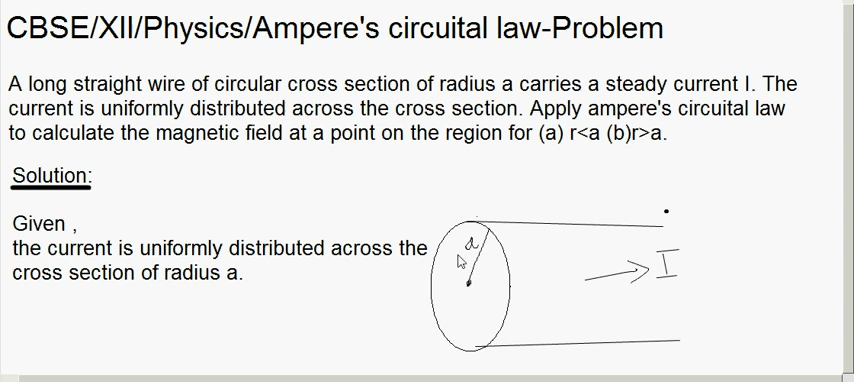 CBSE/XII/Physics/Ampere's circuital law-Problem
A long straight wire of circular cross section of radius a carries a steady current I. The
current is uniformly distributed across the cross section. Apply ampere's circuital law
to calculate the magnetic field at a point on the region for (a) r<a (b)r>a.
Solution:
Given ,
the current is uniformly distributed across the
cross section of radius a.
a
I